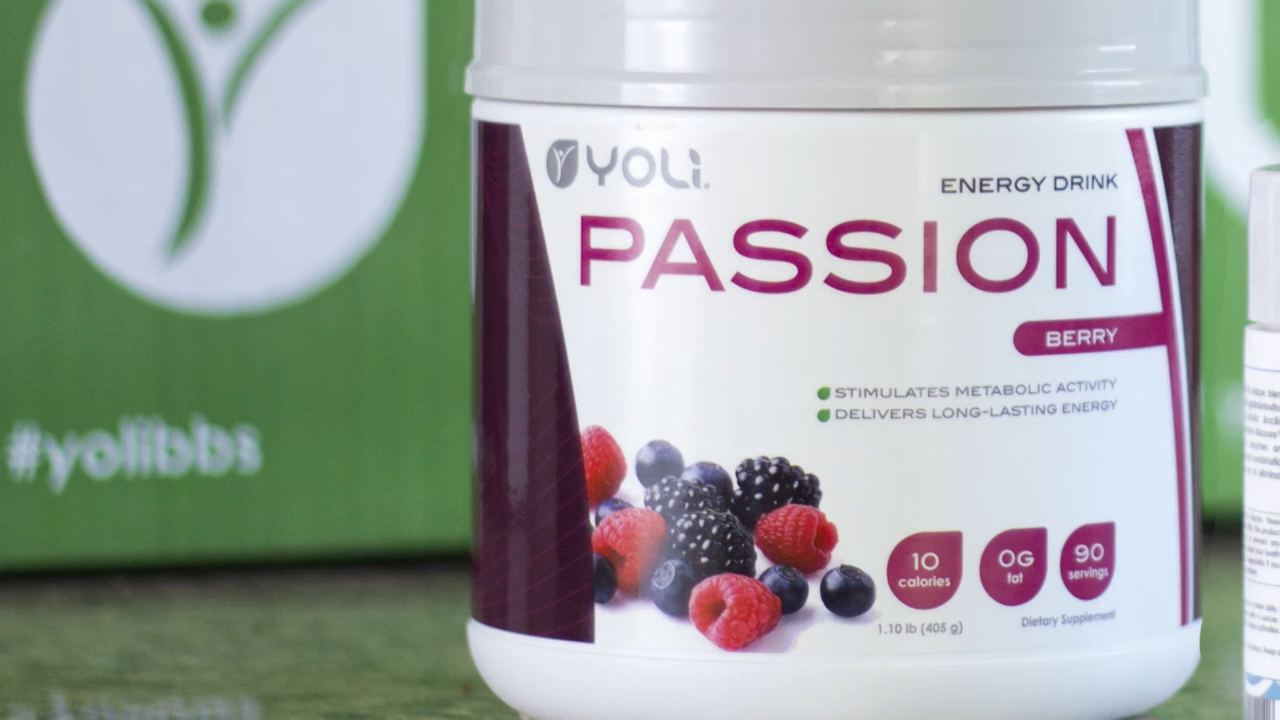 #yolibbs
YOLi.
ENERGY DRINK
PASSION
BERRY
STIMULATES METABOLIC ACTIVITY
DELIVERS LONG-LASTING ENERGY
10
calories
0G
fat
90
servings
1.10 lb (405 g)
Dietary Supplement